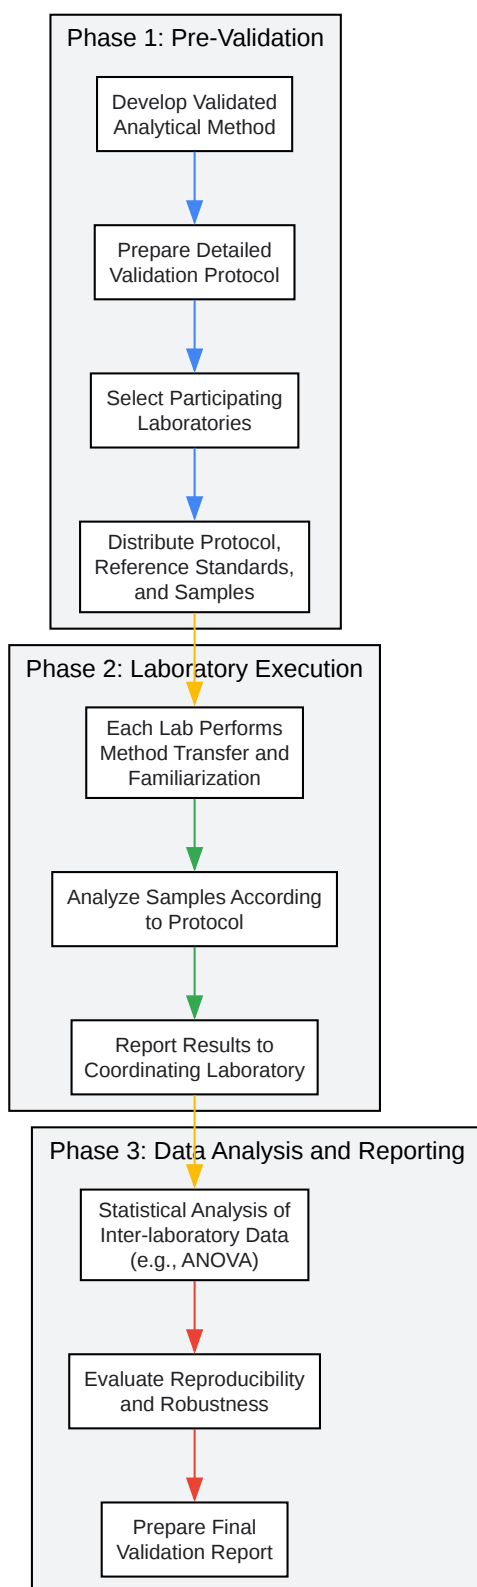 Phase 1: Pre-Validation
Develop Validated
Analytical Method
Prepare Detailed
Validation Protocol
Select Participating
Laboratories
Distribute Protocol,
Reference Standards,
and Samples
Phase 2: Laboratory Execution
Each Lab Performs
Method Transfer and
Familiarization
Analyze Samples According
to Protocol
Report Results to
Coordinating Laboratory
Phase 3: Data Analysis and Reporting
Statistical Analysis of
Inter-laboratory Data
(e.g., ANOVA)
Evaluate Reproducibility
and Robustness
Prepare Final
Validation Report